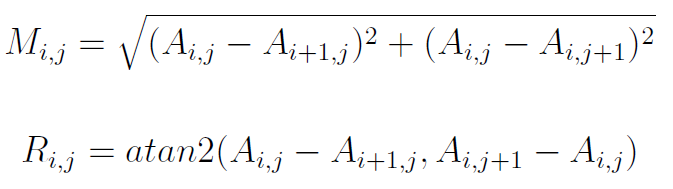 M_{i,j} = \sqrt{(A_{i,j} - A_{i+1,j})^2 + (A_{i,j} - A_{i,j+1})^2}
R_{i,j} = atan2(A_{i,j} - A_{i+1,j}, A_{i,j+1} - A_{i,j})